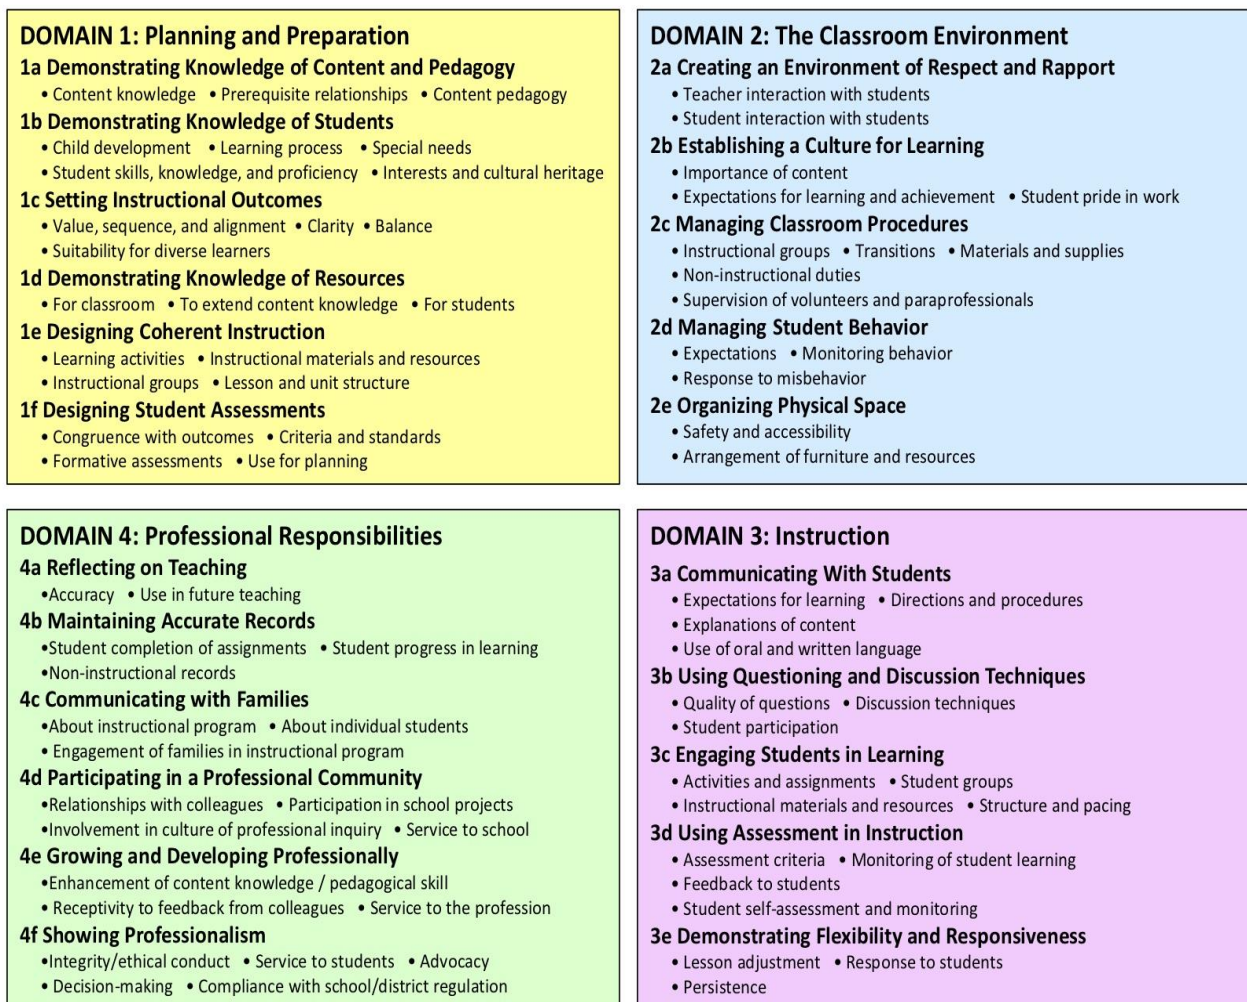 DOMAIN 1: Planning and Preparation
1a Demonstrating Knowledge of Content and Pedagogy
• Content knowledge • Prerequisite relationships • Content pedagogy
1b Demonstrating Knowledge of Students
• Child development • Learning process • Special needs
• Student skills, knowledge, and proficiency • Interests and cultural heritage
1c Setting Instructional Outcomes
• Value, sequence, and alignment • Clarity • Balance
• Suitability for diverse learners
1d Demonstrating Knowledge of Resources
• For classroom • To extend content knowledge • For students
1e Designing Coherent Instruction
• Learning activities • Instructional materials and resources
• Instructional groups • Lesson and unit structure
1f Designing Student Assessments
• Congruence with outcomes • Criteria and standards
• Formative assessments • Use for planning
DOMAIN 2: The Classroom Environment
2a Creating an Environment of Respect and Rapport
• Teacher interaction with students
• Student interaction with students
2b Establishing a Culture for Learning
• Importance of content
• Expectations for learning and achievement • Student pride in work
2c Managing Classroom Procedures
• Instructional groups • Transitions • Materials and supplies
• Non-instructional duties
• Supervision of volunteers and paraprofessionals
2d Managing Student Behavior
• Expectations • Monitoring behavior
• Response to misbehavior
2e Organizing Physical Space
• Safety and accessibility
• Arrangement of furniture and resources
DOMAIN 4: Professional Responsibilities
4a Reflecting on Teaching
•Accuracy • Use in future teaching
4b Maintaining Accurate Records
•Student completion of assignments • Student progress in learning
•Non-instructional records
4c Communicating with Families
•About instructional program • About individual students
• Engagement of families in instructional program
4d Participating in a Professional Community
•Relationships with colleagues • Participation in school projects
•Involvement in culture of professional inquiry • Service to school
4e Growing and Developing Professionally
•Enhancement of content knowledge / pedagogical skill
• Receptivity to feedback from colleagues • Service to the profession
4f Showing Professionalism
•Integrity/ethical conduct • Service to students • Advocacy
• Decision-making • Compliance with school/district regulation
DOMAIN 3: Instruction
3a Communicating With Students
• Expectations for learning • Directions and procedures
• Explanations of content
• Use of oral and written language
3b Using Questioning and Discussion Techniques
• Quality of questions • Discussion techniques
• Student participation
3c Engaging Students in Learning
• Activities and assignments • Student groups
• Instructional materials and resources • Structure and pacing
3d Using Assessment in Instruction
• Assessment criteria • Monitoring of student learning
• Feedback to students
• Student self-assessment and monitoring
3e Demonstrating Flexibility and Responsiveness
• Lesson adjustment • Response to students
• Persistence